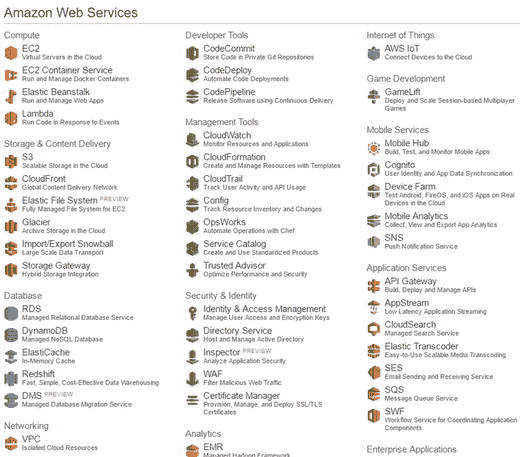 Amazon Web Services
Compute
EC2
Virtual Servers in the Cloud
EC2 Container Service
Run and Manage Docker Containers
Elastic Beanstalk
Run and Manage Web Apps
Lambda
Run Code in Response to Events
Storage & Content Delivery
S3
Scalable Storage in the Cloud
CloudFront
Global Content Delivery Network
Elastic File System PREVIEW
Fully Managed File System for EC2
Glacier
Archive Storage in the Cloud
Import/Export Snowball
Large Scale Data Transport
Storage Gateway
Hybrid Storage Integration
Database
RDS
Managed Relational Database Service
DynamoDB
Managed NoSQL Database
ElastiCache
In-Memory Cache
Redshift
Fast, Simple, Cost-Effective Data Warehousing
DMS PREVIEW
Managed Database Migration Service
Networking
VPC
Isolated Cloud Resources
Developer Tools
CodeCommit
Store Code in Private Git Repositories
CodeDeploy
Automate Code Deployments
CodePipeline
Release Software using Continuous Delivery
Management Tools
CloudWatch
Monitor Resources and Applications
CloudFormation
Create and Manage Resources with Templates
CloudTrail
Track User Activity and API Usage
Config
Track Resource Inventory and Changes
OpsWorks
Automate Operations with Chef
Service Catalog
Create and Use Standardized Products
Trusted Advisor
Optimize Performance and Security
Security & Identity
Identity & Access Management
Manage User Access and Encryption Keys
Directory Service
Host and Manage Active Directory
Inspector PREVIEW
Analyze Application Security
WAF
Filter Malicious Web Traffic
Certificate Manager
Provision, Manage, and Deploy SSL/TLS
Certificates
Analytics
EMR
Managed Hadoop Framework
Internet of Things
AWS IoT
Connect Devices to the Cloud
Game Development
GameLift
Deploy and Scale Session-based Multiplayer
Games
Mobile Services
Mobile Hub
Build, Test, and Monitor Mobile Apps
Cognito
User Identity and App Data Synchronization
Device Farm
Test Android, FireOS, and iOS Apps on Real
Devices in the Cloud
Mobile Analytics
Collect, View and Export App Analytics
SNS
Push Notification Service
Application Services
API Gateway
Build, Deploy and Manage APIs
AppStream
Low Latency Application Streaming
CloudSearch
Managed Search Service
Elastic Transcoder
Easy-to-Use Scalable Media Transcoding
SES
Email Sending and Receiving Service
SQS
Message Queue Service
SWF
Workflow Service for Coordinating Application
Components
Enterprise Applications